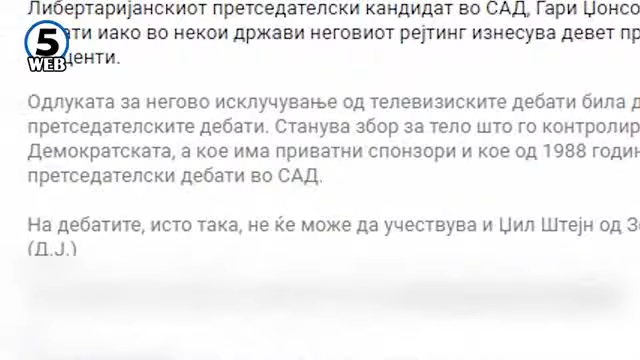 Либертаријанскиот претседателски кандидат во САД, Гари Џонсо
иако во некои држави неговиот рејтинг изнесува девет пр
5
WEB
Одлуката за негово исклучување од телевизиските дебати била д
претседателските дебати. Станува збор за тело што го контролир
Демократската, а кое има приватни спонзори и кое од 1988 годин
претседателски дебати во САД.
На дебатите, исто така, не ќе може да учествува и Џил Штејн од З
(Д.Ј.)